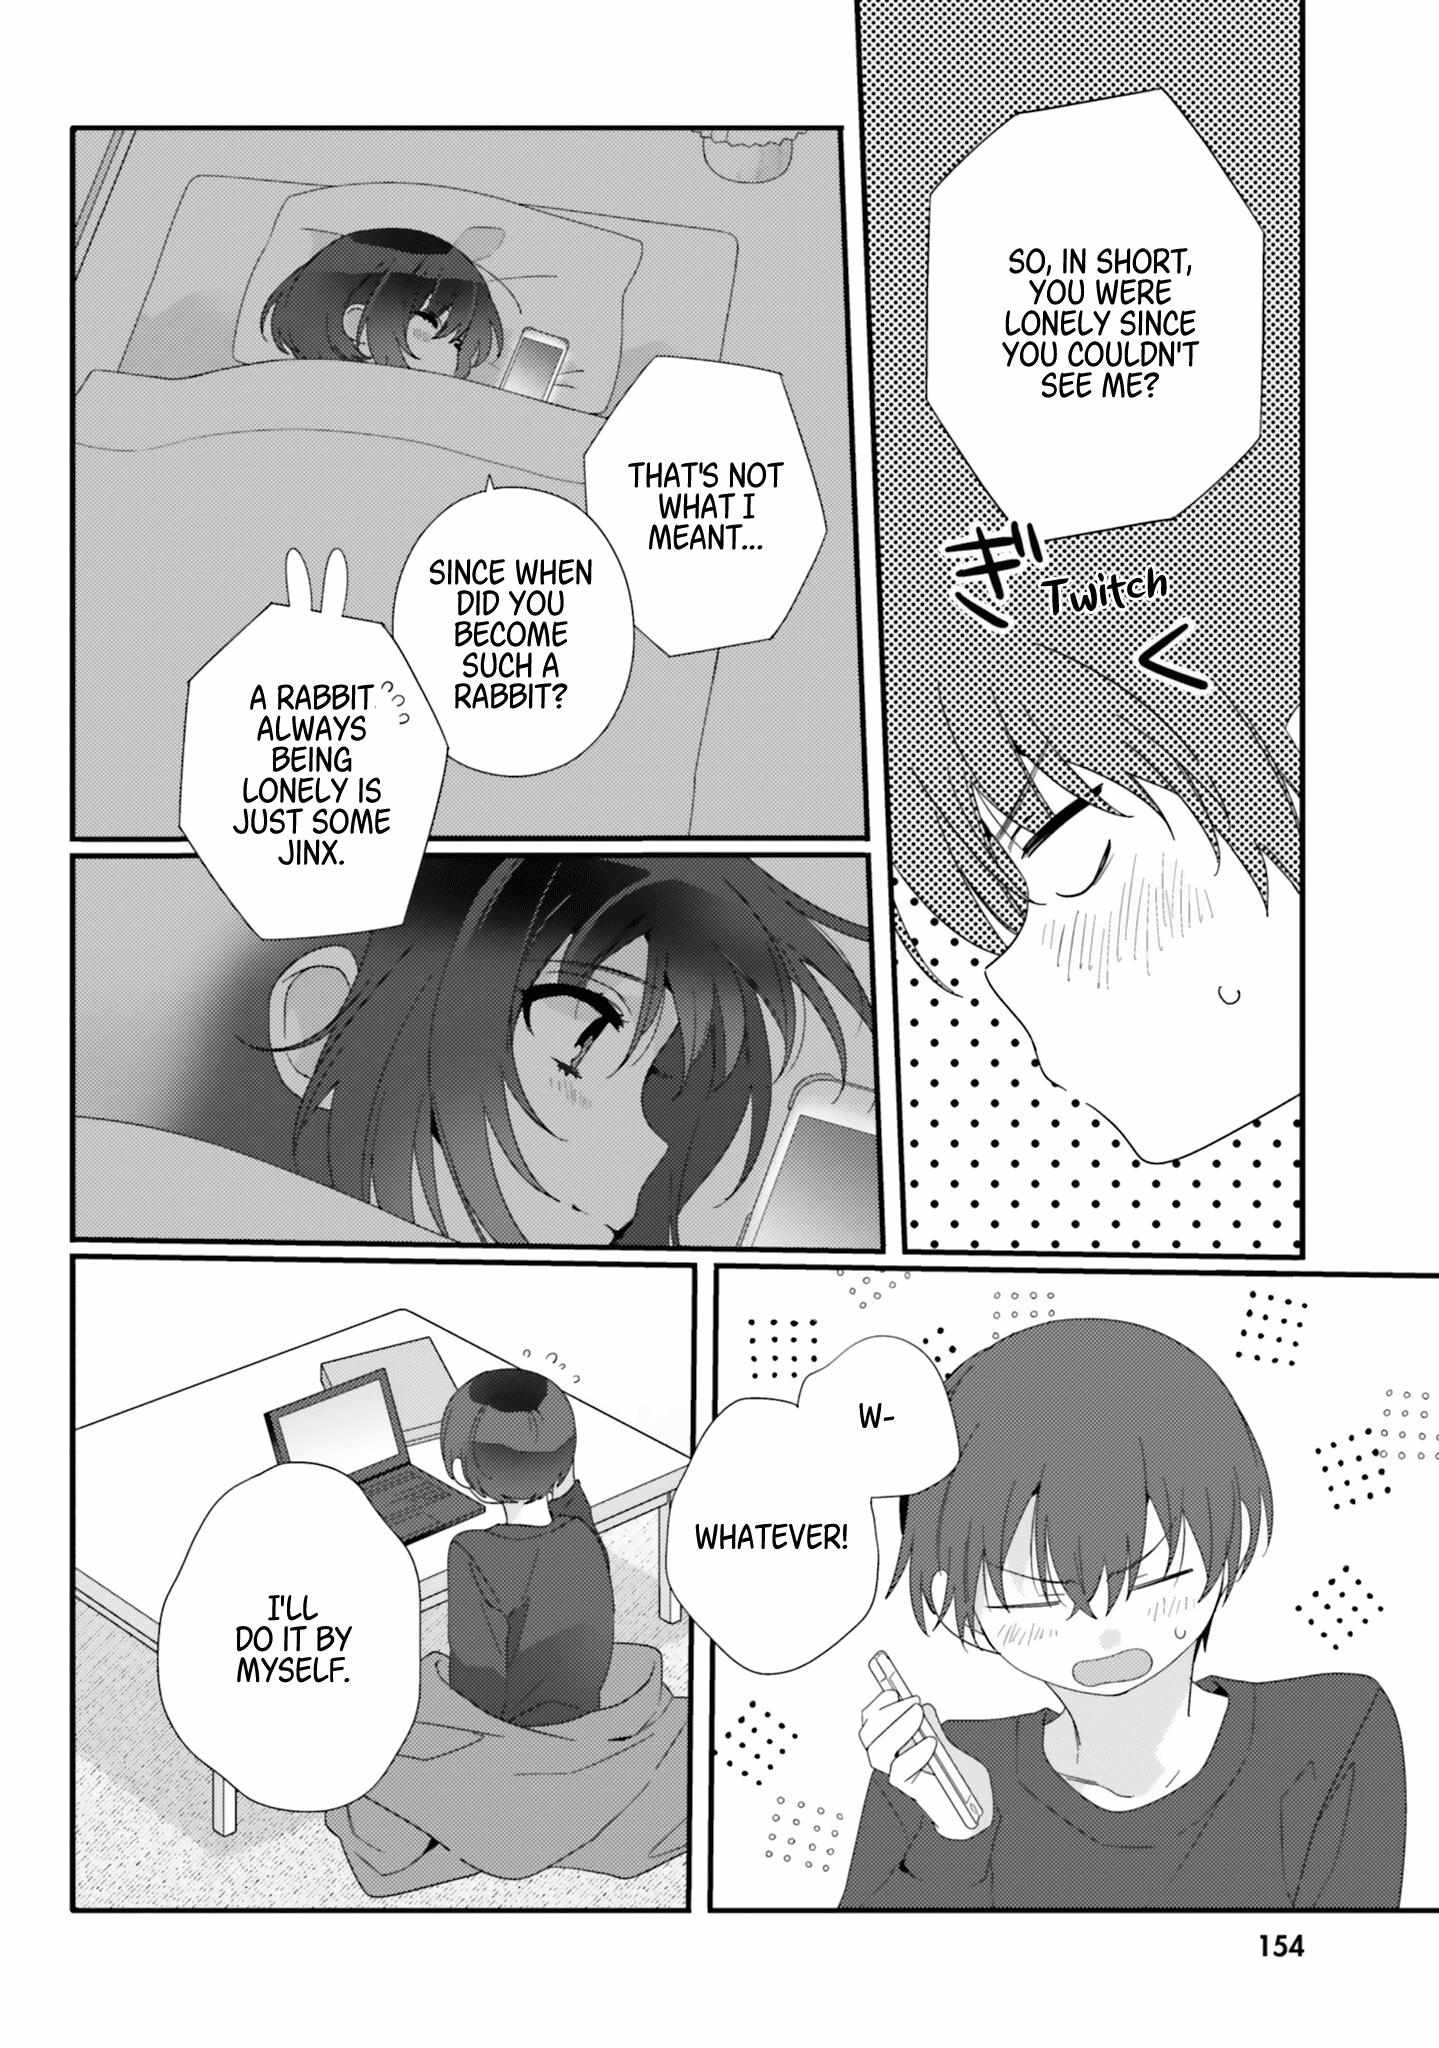 SO, IN SHORT,
YOU WERE
LONELY SINCE
YOU COULDN'T
SEE ME?
ギク
Twitch
THAT'S NOT
WHAT I
MEANT...
SINCE WHEN
DID YOU
BECOME
SUCH A
RABBIT?
A RABBIT
ALWAYS
BEING
LONELY IS
JUST SOME
JINX.
W-
WHATEVER!
I'LL
DO IT BY
MYSELF.
154